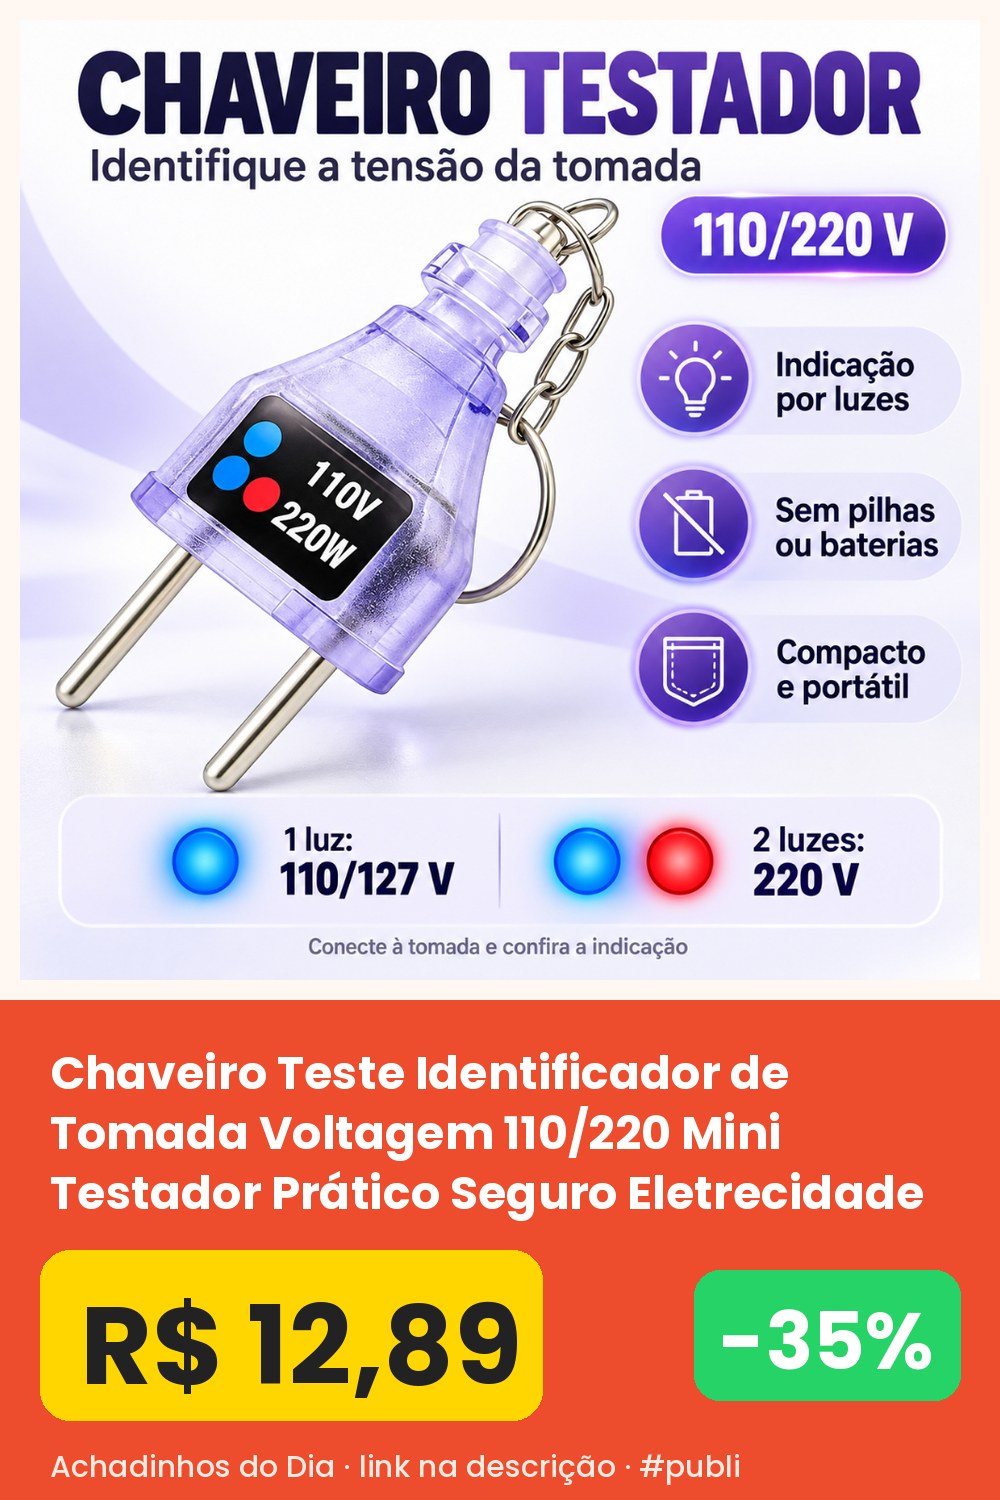 CHAVEIRO TESTADOR
Identifique a tensão da tomada
110/220 V
Indicação
por luzes
110V
220W
Sem pilhas
ou baterias
Compacto
e portátil
1 luz:
110/127 V
2 luzes:
220 V
Conecte à tomada e confira a indicação
Chaveiro Teste Identificador de
Tomada Voltagem 110/220 Mini
Testador Prático Seguro Eletrecidade
R$ 12,89
-35%
Achadinhos do Dia · link na descrição · #publi